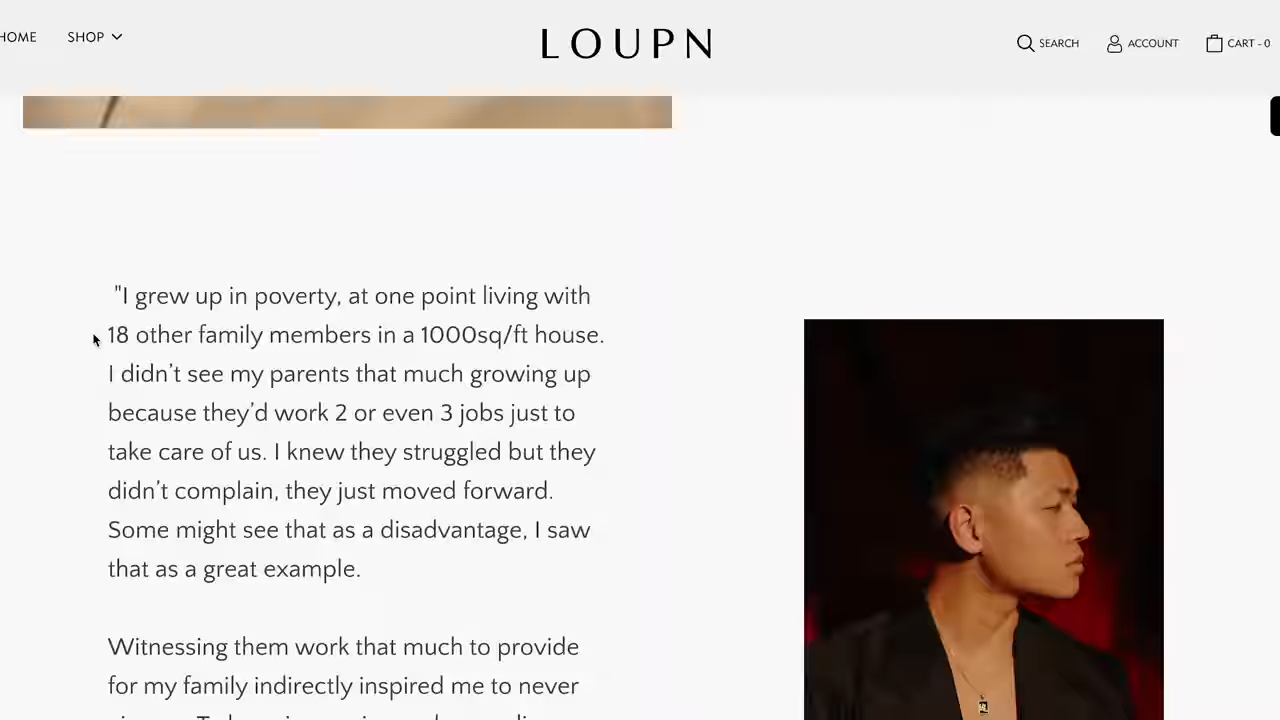 HOME
SHOP
LOUPN
SEARCH
ACCOUNT
CART - 0
"I grew up in poverty, at one point living with
18 other family members in a 1000sq/ft house.
I didn’t see my parents that much growing up
because they’d work 2 or even 3 jobs just to
take care of us. I knew they struggled but they
didn’t complain, they just moved forward.
Some might see that as a disadvantage, I saw
that as a great example.
Witnessing them work that much to provide
for my family indirectly inspired me to never